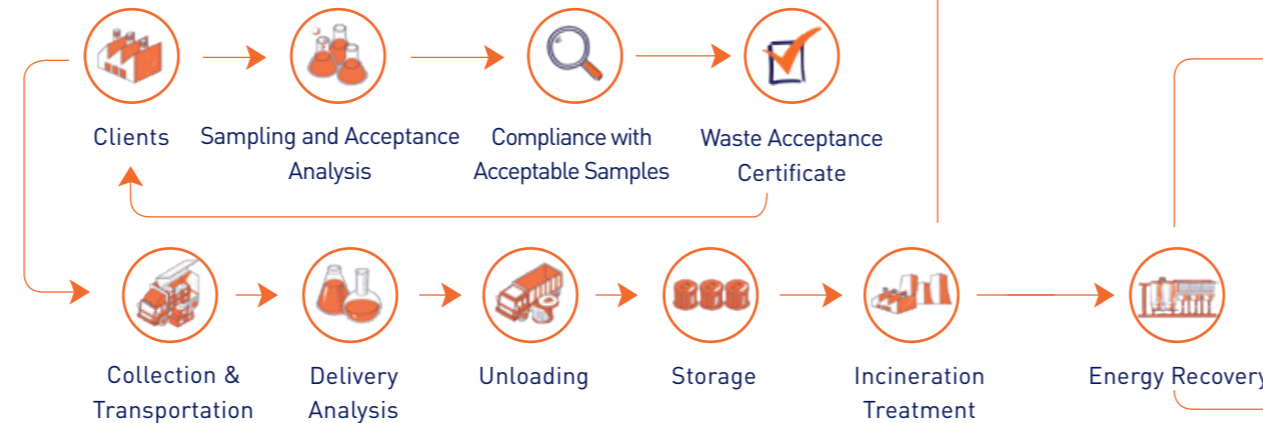 Clients
Sampling and Acceptance
Analysis
Compliance with
Acceptable Samples
Waste Acceptance
Certificate
Collection &
Transportation
Delivery
Analysis
Unloading
Storage
Incineration
Treatment
Energy Recovery